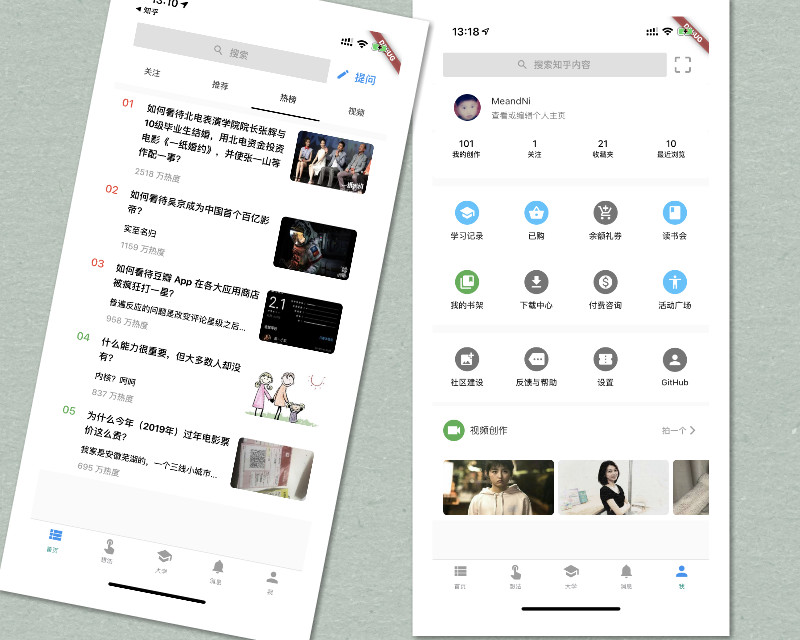 13:10
知乎
DEBUG
搜索
提问
关注
推荐
热榜
视频
01
如何看待北电表演学院院长张辉与
10级毕业生结婚，用北电资金投资
电影《一纸婚约》，并使张一山等
作配一事？
2518 万热度
02
如何看待吴京成为中国首个百亿影
帝？
实至名归
1159 万热度
03
如何看待豆瓣 App 在各大应用商店
被疯狂打一星？
普遍反应的问题是改变评论星级之后...
968 万热度
2.1
04
什么能力很重要，但大多数人却没
有？
内核？呵呵
837 万热度
05
为什么今年（2019年）过年电影票
价这么贵？
我家是安徽芜湖的，一个三线小城市...
695 万热度
首页
想法
大学
消息
我
13:18
DEBUG
搜索知乎内容
MeandNi
查看或编辑个人主页
101
1
21
10
我的创作
关注
收藏夹
最近浏览
学习记录
已购
余额礼券
读书会
我的书架
下载中心
付费咨询
活动广场
社区建设
反馈与帮助
设置
GitHub
视频创作
拍一个
首页
想法
大学
消息
我